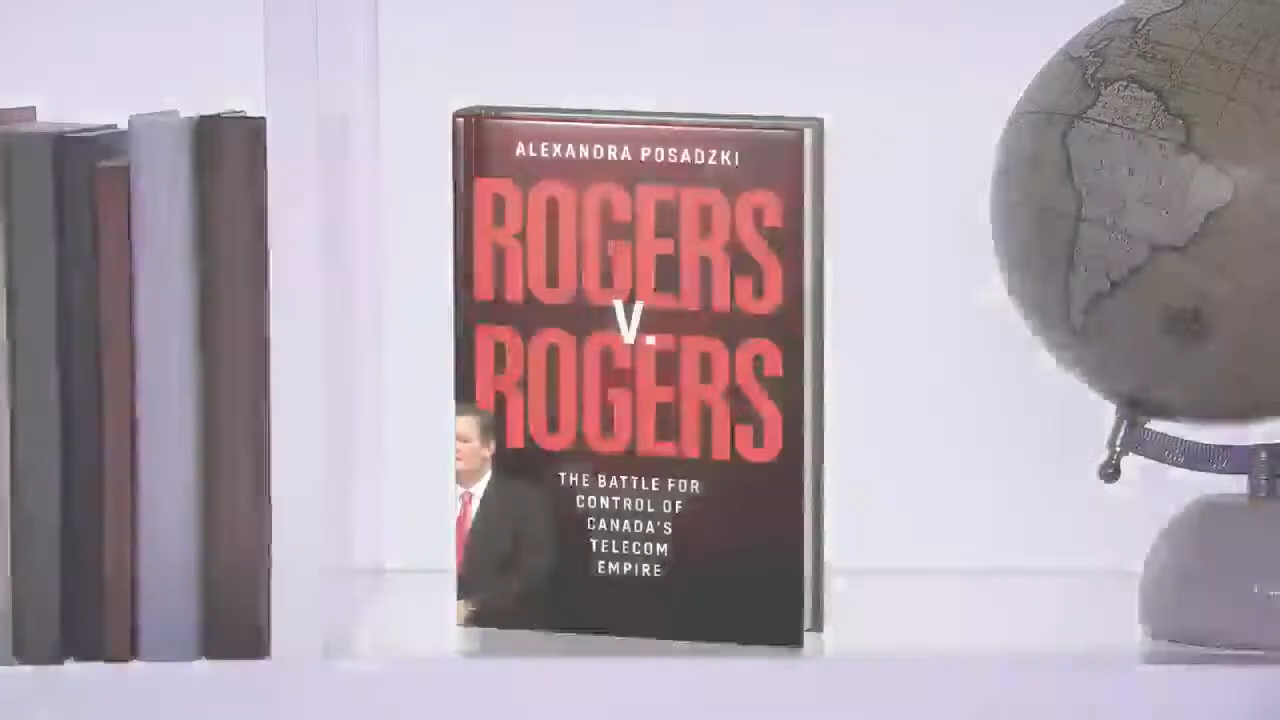 ALEXANDRA POSADZKI
ROGERS
V.
ROGERS
THE BATTLE FOR
CONTROL OF
CANADA'S
TELECOM
EMPIRE